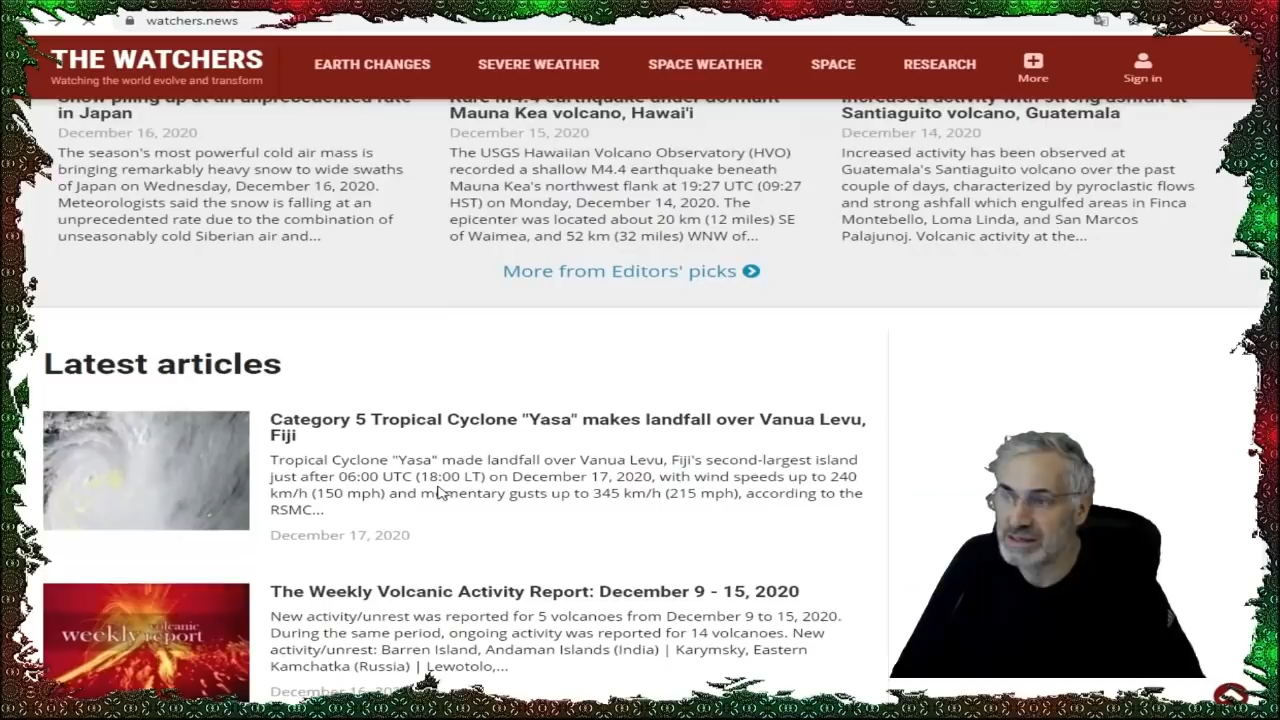 watchers.news
THE WATCHERS
Watching the world evolve and transform
EARTH CHANGES
SEVERE WEATHER
SPACE WEATHER
SPACE
RESEARCH
More
Sign in
Snow piling up at an unprecedented rate
in Japan
December 16, 2020
The season's most powerful cold air mass is
bringing remarkably heavy snow to wide swaths
of Japan on Wednesday, December 16, 2020.
Meteorologists said the snow is falling at an
unprecedented rate due to the combination of
unseasonably cold Siberian air and...
Rare M4.4 earthquake under dormant
Mauna Kea volcano, Hawai'i
December 15, 2020
The USGS Hawaiian Volcano Observatory (HVO)
recorded a shallow M4.4 earthquake beneath
Mauna Kea's northwest flank at 19:27 UTC (09:27
HST) on Monday, December 14, 2020. The
epicenter was located about 20 km (12 miles) SE
of Waimea, and 52 km (32 miles) WNW of...
Increased activity with strong ashfall at
Santiaguito volcano, Guatemala
December 14, 2020
Increased activity has been observed at
Guatemala's Santiaguito volcano over the past
couple of days, characterized by pyroclastic flows
and strong ashfall which engulfed areas in Finca
Montebello, Loma Linda, and San Marcos
Palajunoj. Volcanic activity at the...
More from Editors' picks
Latest articles
Category 5 Tropical Cyclone "Yasa" makes landfall over Vanua Levu,
Fiji
Tropical Cyclone "Yasa" made landfall over Vanua Levu, Fiji's second-largest island
just after 06:00 UTC (18:00 LT) on December 17, 2020, with wind speeds up to 240
km/h (150 mph) and momentary gusts up to 345 km/h (215 mph), according to the
RSMC...
December 17, 2020
volcanic
weekly report
The Weekly Volcanic Activity Report: December 9 - 15, 2020
New activity/unrest was reported for 5 volcanoes from December 9 to 15, 2020.
During the same period, ongoing activity was reported for 14 volcanoes. New
activity/unrest: Barren Island, Andaman Islands (India) | Karymsky, Eastern
Kamchatka (Russia) | Lewotolo,...
December 16, 2020